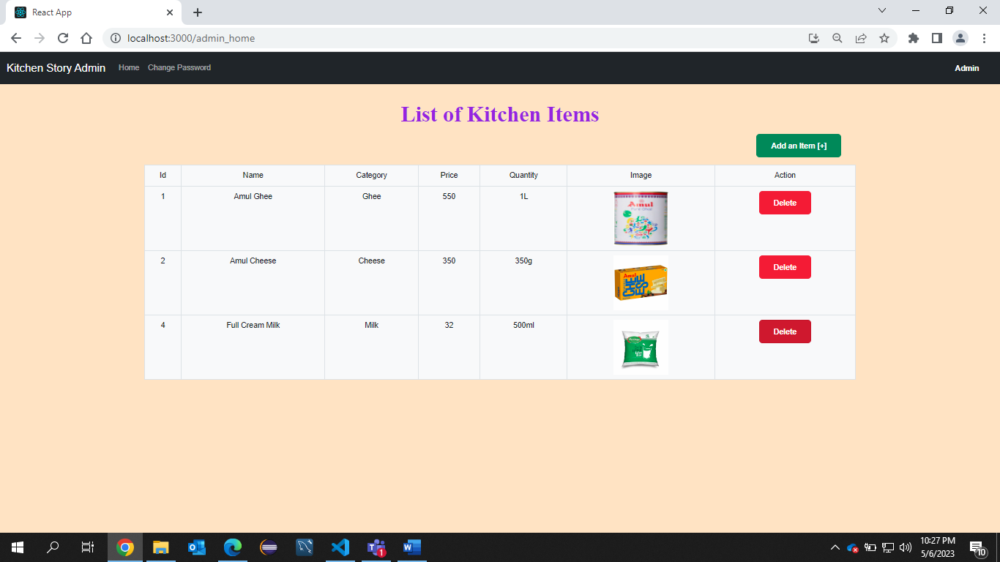 React App
localhost:3000/admin_home
Kitchen Story Admin Home Change Password Admin
List of Kitchen Items
Add an Item [+]
Id Name Category Price Quantity Image Action
1 Amul Ghee Ghee 550 1L Delete
Amul
2 Amul Cheese Cheese 350 350g Delete
Amul
CHEESE
4 Full Cream Milk Milk 32 500ml Delete
10:27 PM
5/6/2023
1
10